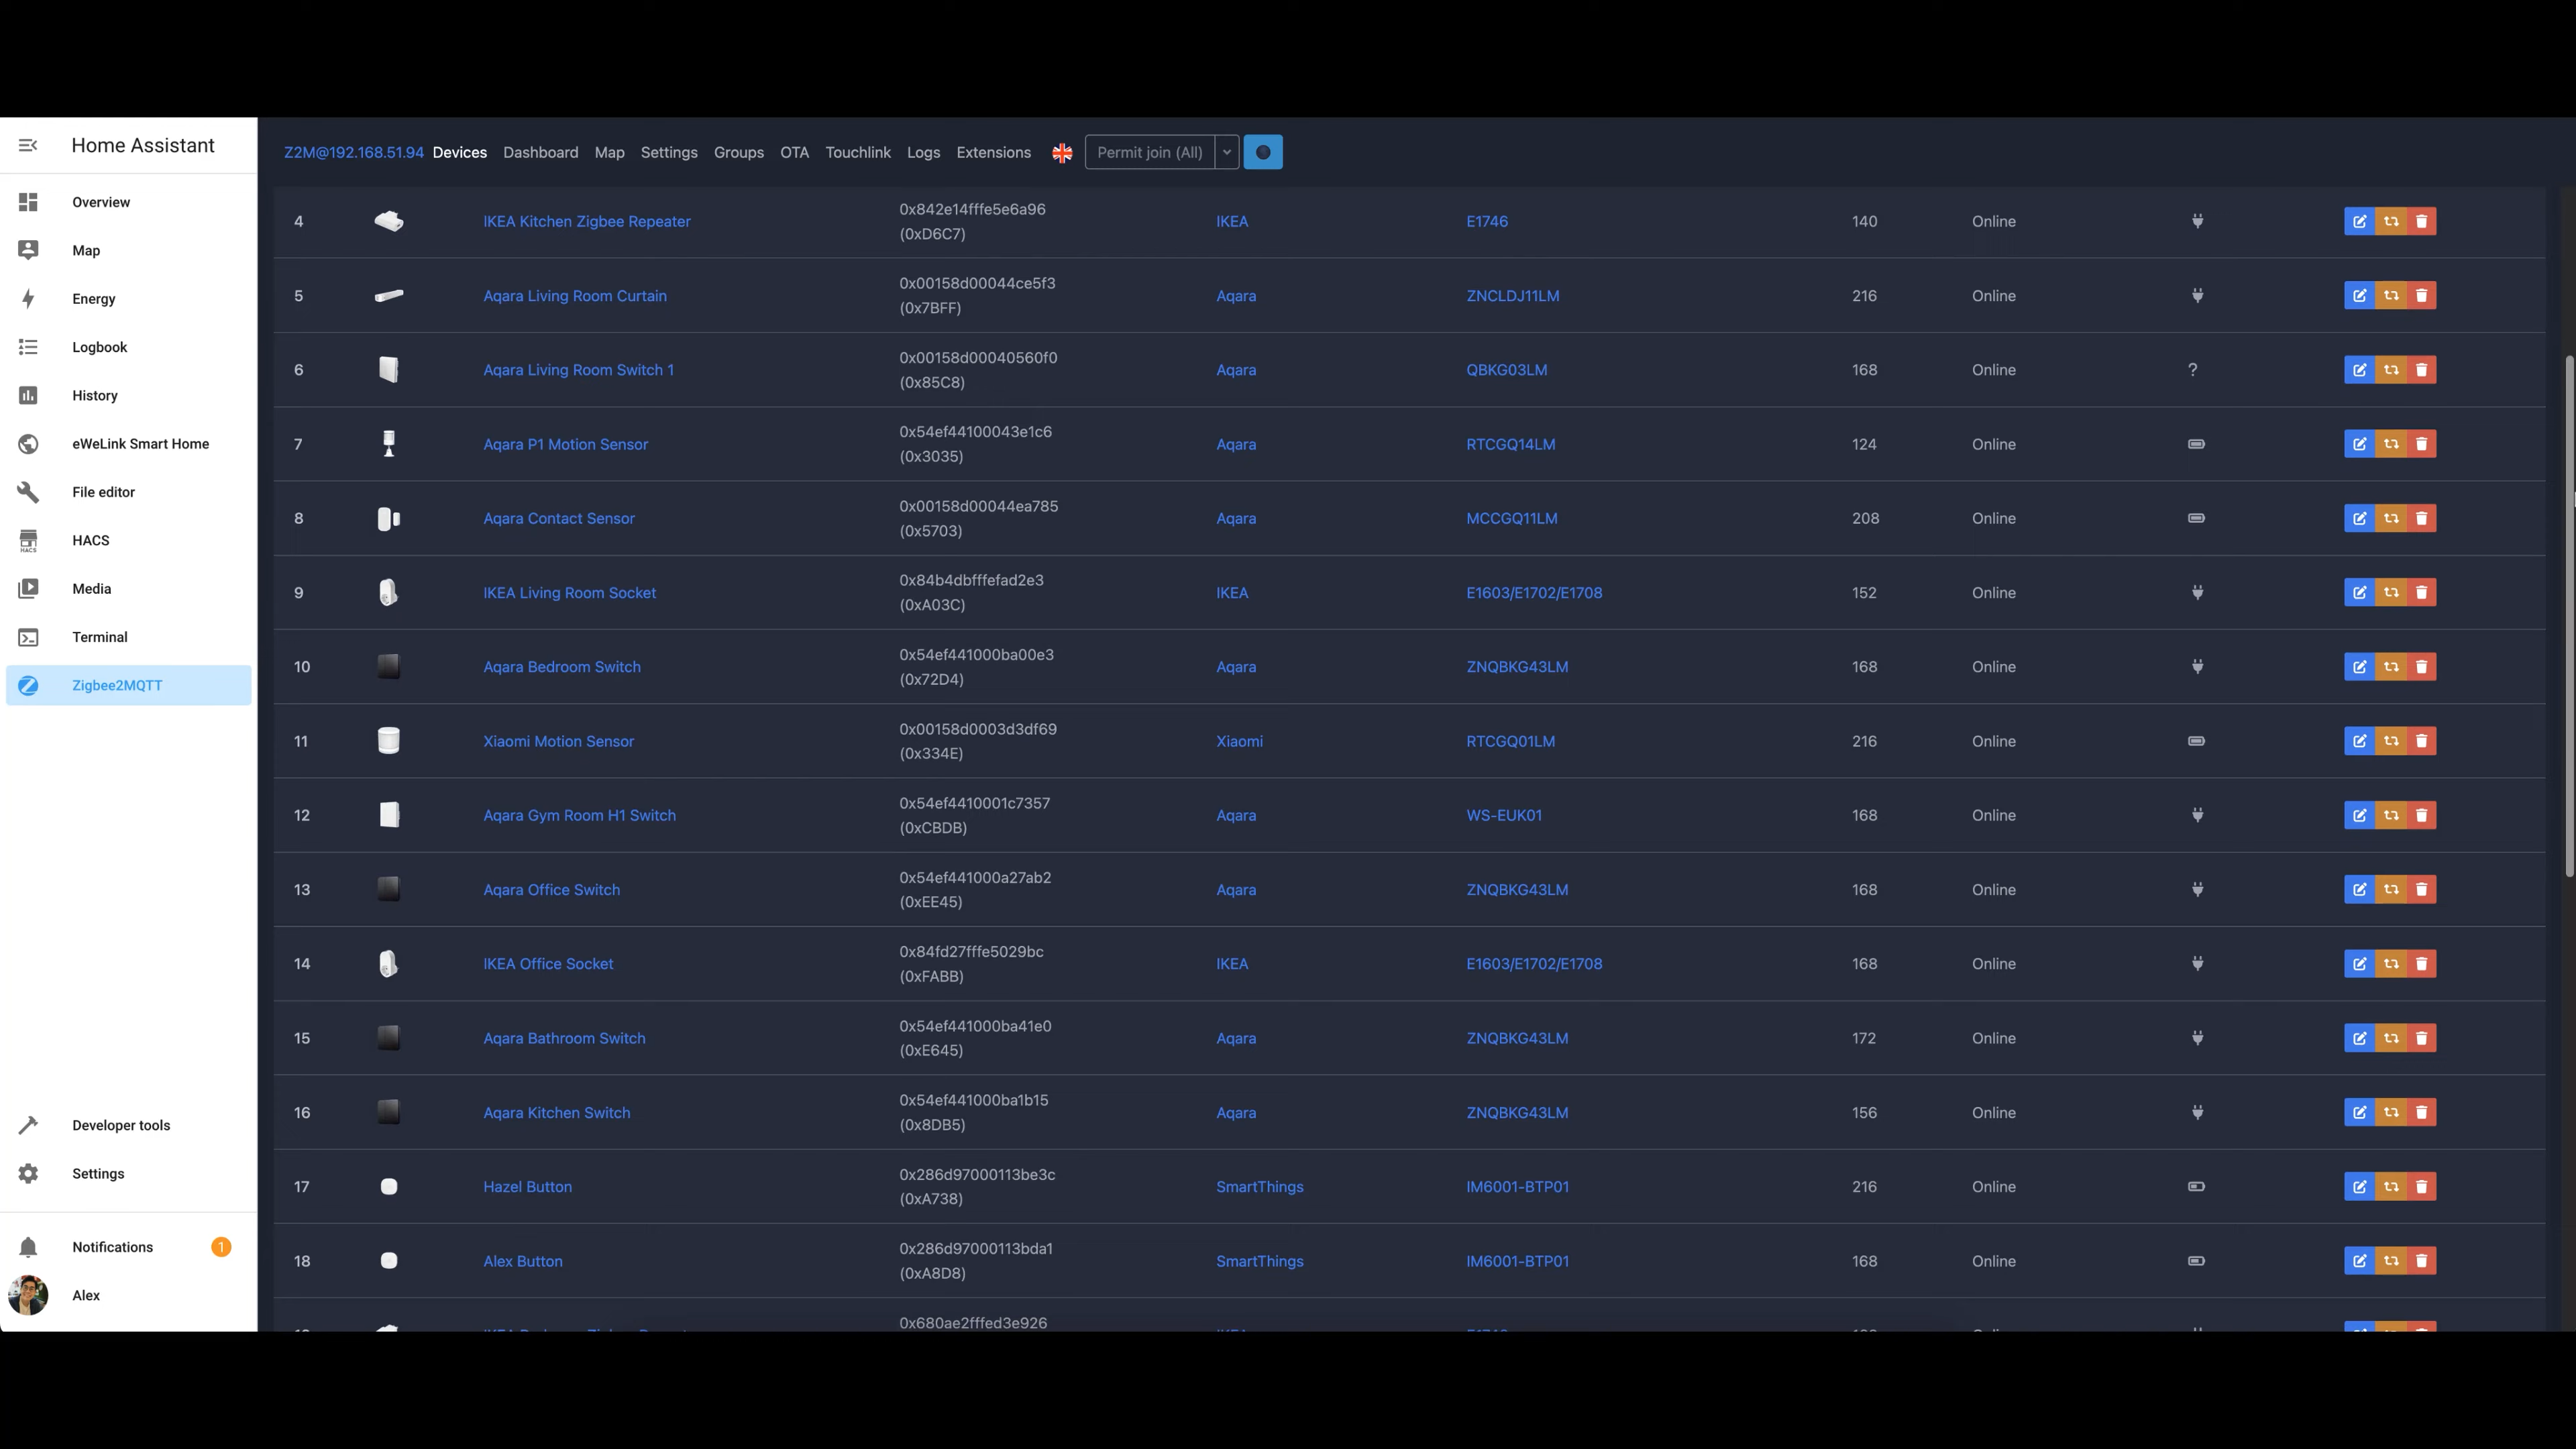 Home Assistant
Overview
Map
Energy
Logbook
History
eWeLink Smart Home
File editor
HACS
HACS
Media
Terminal
Zigbee2MQTT
Developer tools
Settings
Notifications 1
Alex
Z2M@192.168.51.94 Devices Dashboard Map Settings Groups OTA Touchlink Logs Extensions Permit join (All)
4 IKEA Kitchen Zigbee Repeater 0x842e14fffe5e6a96 IKEA E1746 140 Online
(0xD6C7)
5 Aqara Living Room Curtain 0x00158d00044ce5f3 Aqara ZNCLDJ11LM 216 Online
(0x7BFF)
6 Aqara Living Room Switch 1 0x00158d00040560f0 Aqara QBKG03LM 168 Online ?
(0x85C8)
7 Aqara P1 Motion Sensor 0x54ef44100043e1c6 Aqara RTCGQ14LM 124 Online
(0x3035)
8 Aqara Contact Sensor 0x00158d00044ea785 Aqara MCCGQ11LM 208 Online
(0x5703)
9 IKEA Living Room Socket 0x84b4dbfffefad2e3 IKEA E1603/E1702/E1708 152 Online
(0xA03C)
10 Aqara Bedroom Switch 0x54ef441000ba00e3 Aqara ZNQBKG43LM 168 Online
(0x72D4)
11 Xiaomi Motion Sensor 0x00158d0003d3df69 Xiaomi RTCGQ01LM 216 Online
(0x334E)
12 Aqara Gym Room H1 Switch 0x54ef4410001c7357 Aqara WS-EUK01 168 Online
(0xCBDB)
13 Aqara Office Switch 0x54ef441000a27ab2 Aqara ZNQBKG43LM 168 Online
(0xEE45)
14 IKEA Office Socket 0x84fd27fffe5029bc IKEA E1603/E1702/E1708 168 Online
(0xFABB)
15 Aqara Bathroom Switch 0x54ef441000ba41e0 Aqara ZNQBKG43LM 172 Online
(0xE645)
16 Aqara Kitchen Switch 0x54ef441000ba1b15 Aqara ZNQBKG43LM 156 Online
(0x8DB5)
17 Hazel Button 0x286d97000113be3c SmartThings IM6001-BTP01 216 Online
(0xA738)
18 Alex Button 0x286d97000113bda1 SmartThings IM6001-BTP01 168 Online
(0xA8D8)
0x680ae2fffed3e926